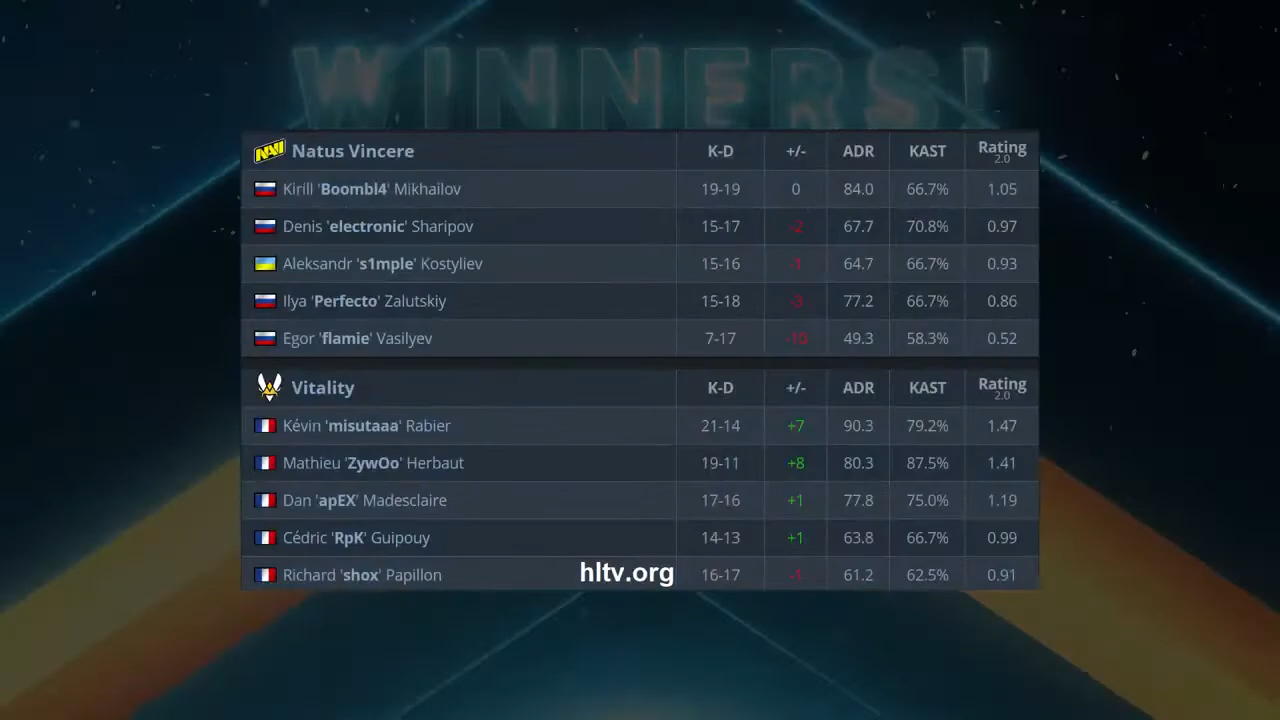 WINNERS!
NAVI Natus Vincere K-D +/- ADR KAST Rating 2.0
Kirill 'Boombl4' Mikhailov 19-19 0 84.0 66.7% 1.05
Denis 'electronic' Sharipov 15-17 -2 67.7 70.8% 0.97
Aleksandr 's1mple' Kostyliev 15-16 -1 64.7 66.7% 0.93
Ilya 'Perfecto' Zalutskiy 15-18 -3 77.2 66.7% 0.86
Egor 'flamie' Vasilyev 7-17 -10 49.3 58.3% 0.52
Vitality K-D +/- ADR KAST Rating 2.0
Kévin 'misutaaa' Rabier 21-14 +7 90.3 79.2% 1.47
Mathieu 'ZywOo' Herbaut 19-11 +8 80.3 87.5% 1.41
Dan 'apEX' Madesclaire 17-16 +1 77.8 75.0% 1.19
Cédric 'RpK' Guipouy 14-13 +1 63.8 66.7% 0.99
Richard 'shox' Papillon hltv.org 16-17 -1 61.2 62.5% 0.91